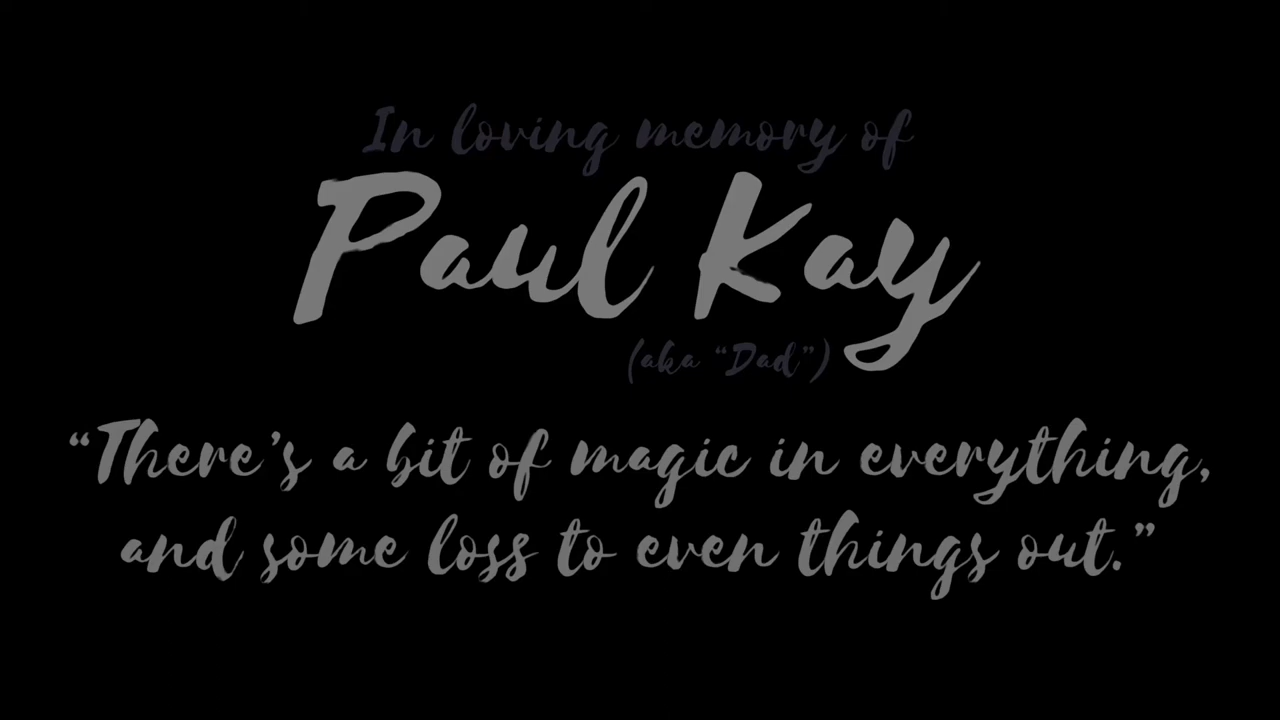 In loving memory of
Paul Kay
(aka “Dad”)
“There’s a bit of magic in everything,
and some loss to even things out.”